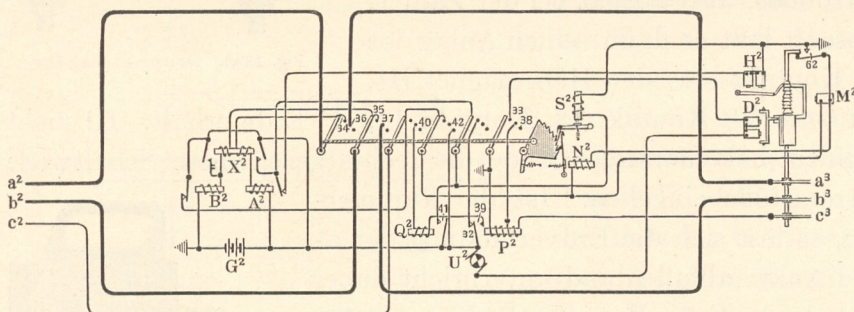 H²
62
M²
S²
D²
33
38
35
34
36
37
40
42
X²
N²
a²
b²
c²
B²
A²
Q²
41
39
32
P²
U²
G²
a³
b³
c³